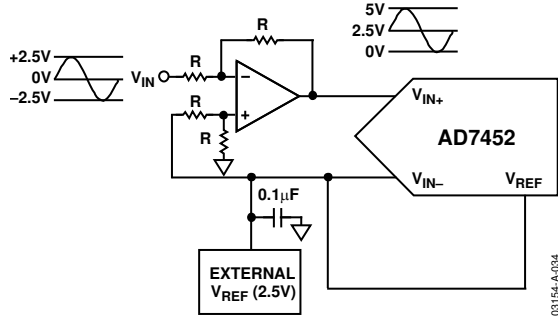 R
5V
2.5V
0V
+2.5V
0V
–2.5V
VIN
R
–
R
+
R
VIN+
AD7452
VIN–
VREF
0.1μF
EXTERNAL
VREF (2.5V)
03154-A-034